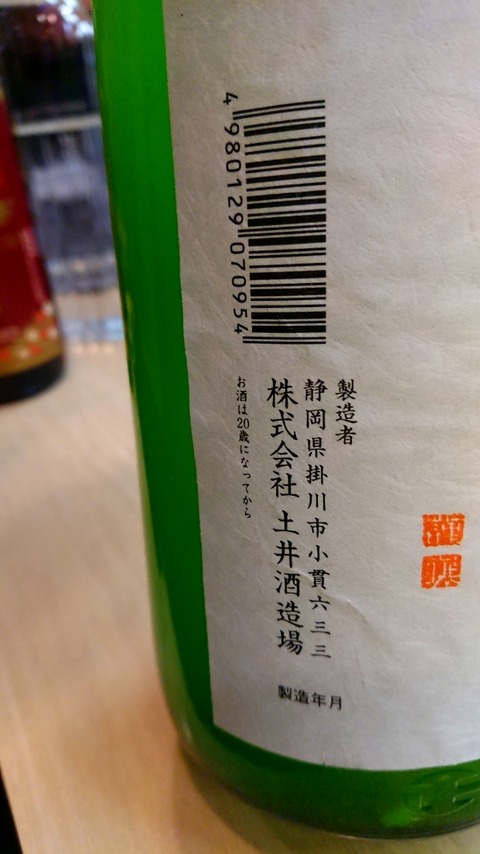 4 980129 070954
製造者
静岡県掛川市小貫六三三
株式会社 土井酒造場
お酒は20歳になってから
製造年月